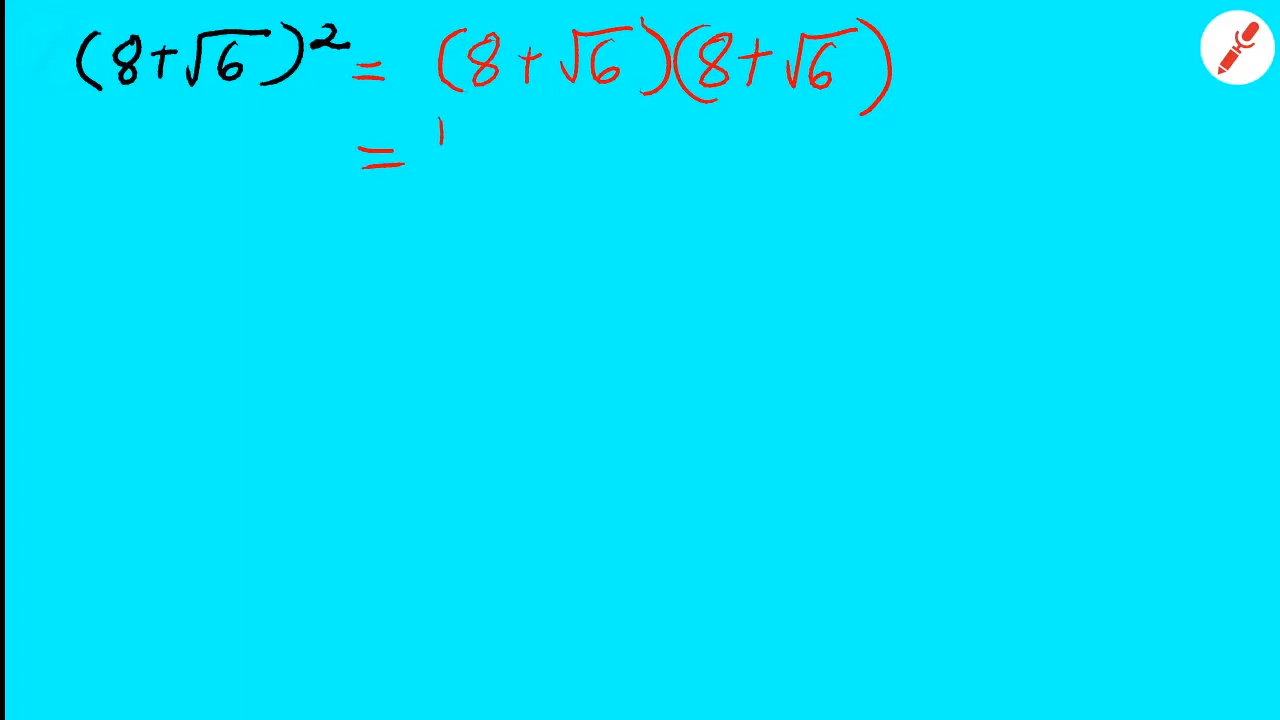 (8+√6)² = (8+√6)(8+√6)
=